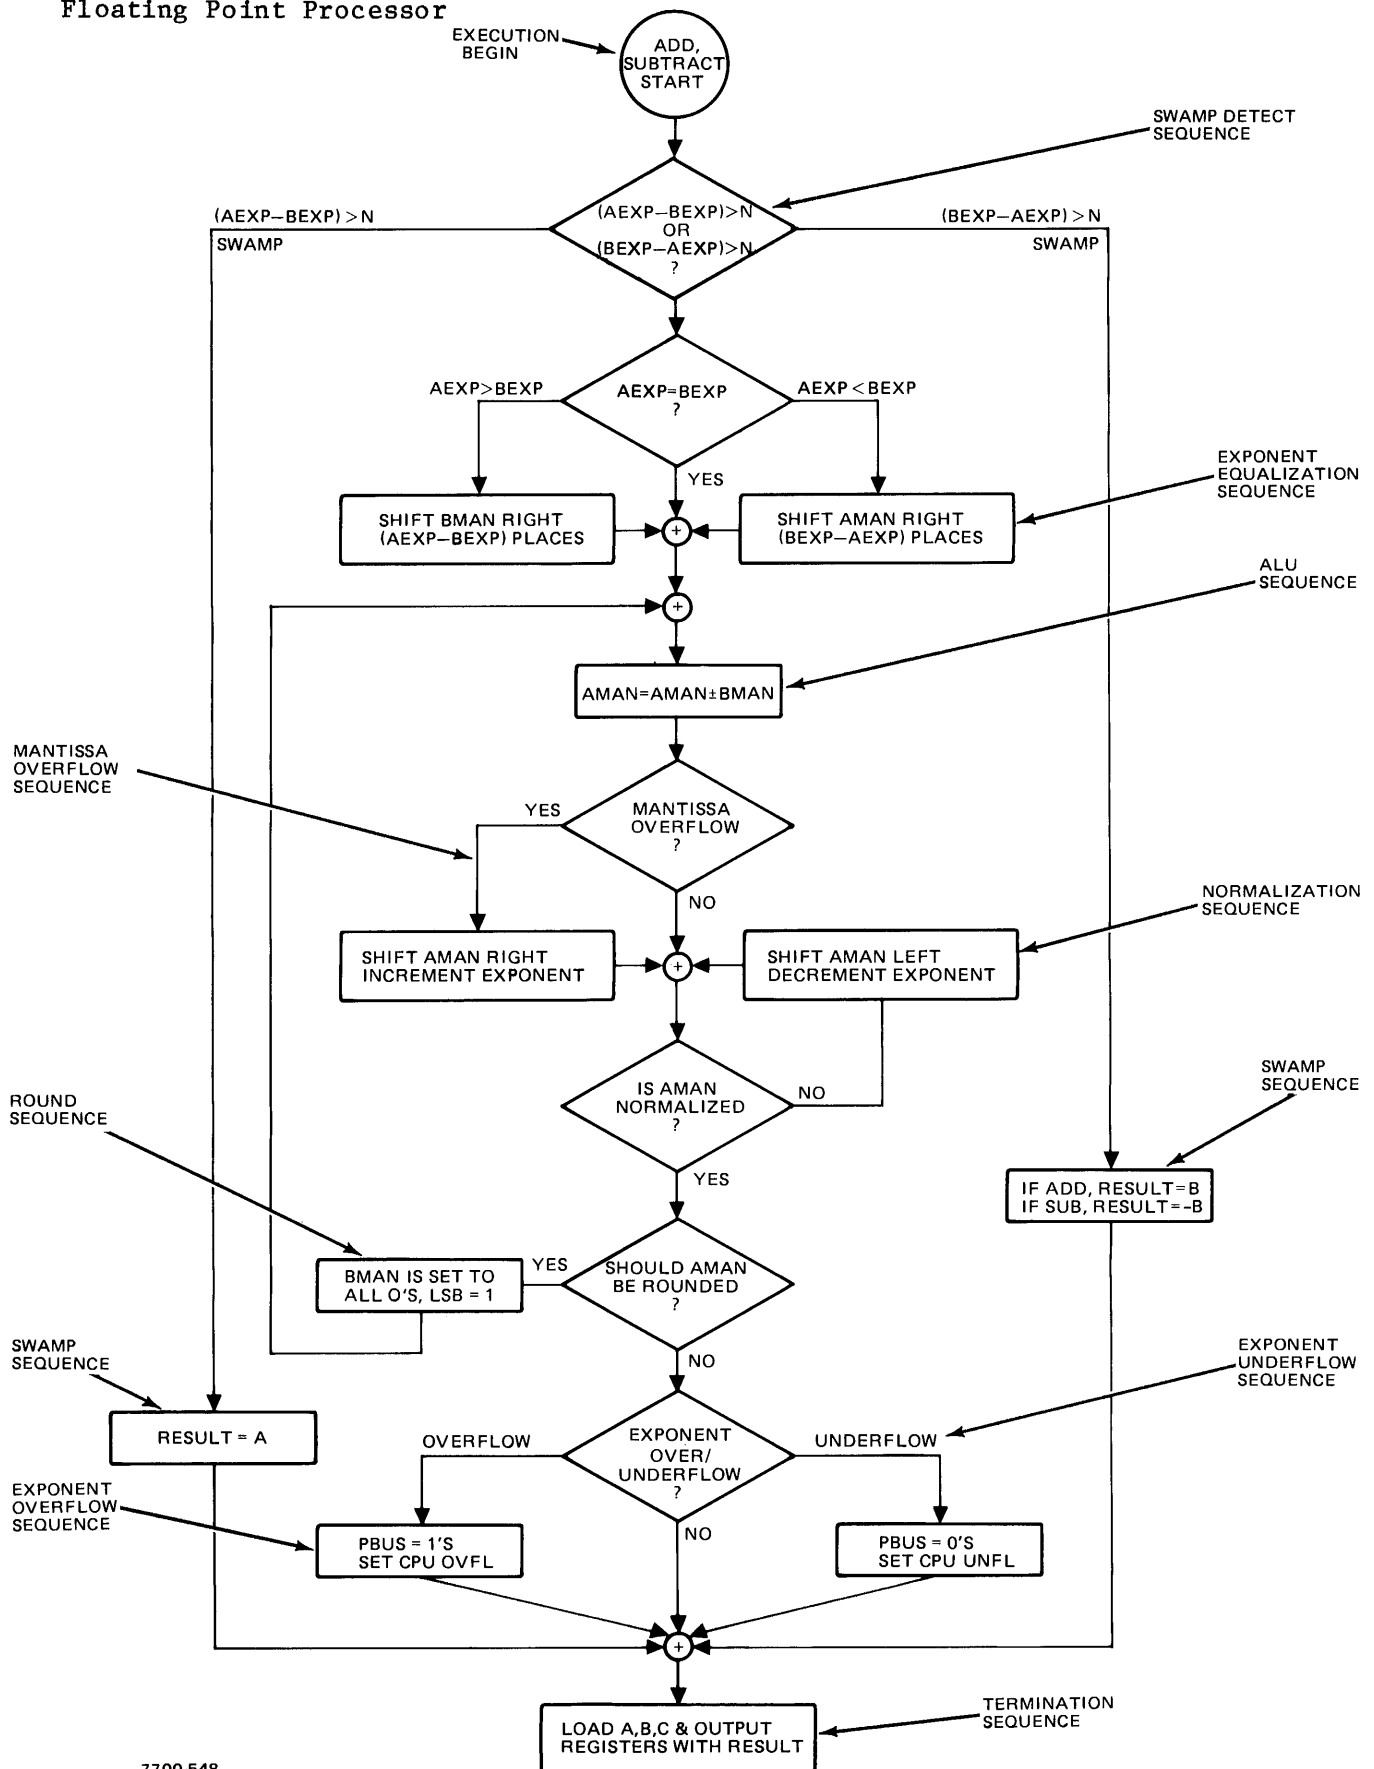 Floating Point Processor
EXECUTION
BEGIN
ADD,
SUBTRACT
START
SWAMP DETECT
SEQUENCE
(AEXP–BEXP) >N
SWAMP
(AEXP–BEXP)>N
OR
(BEXP–AEXP)>N
?
(BEXP–AEXP) >N
SWAMP
AEXP>BEXP
AEXP=BEXP
?
AEXP<BEXP
YES
EXPONENT
EQUALIZATION
SEQUENCE
SHIFT BMAN RIGHT
(AEXP–BEXP) PLACES
+
SHIFT AMAN RIGHT
(BEXP–AEXP) PLACES
ALU
SEQUENCE
+
AMAN=AMAN±BMAN
MANTISSA
OVERFLOW
SEQUENCE
YES
MANTISSA
OVERFLOW
?
NO
NORMALIZATION
SEQUENCE
SHIFT AMAN RIGHT
INCREMENT EXPONENT
+
SHIFT AMAN LEFT
DECREMENT EXPONENT
IS AMAN
NORMALIZED
?
NO
YES
SWAMP
SEQUENCE
ROUND
SEQUENCE
IF ADD, RESULT=B
IF SUB, RESULT=-B
BMAN IS SET TO
ALL O'S, LSB = 1
YES
SHOULD AMAN
BE ROUNDED
?
NO
SWAMP
SEQUENCE
EXPONENT
UNDERFLOW
SEQUENCE
RESULT = A
OVERFLOW
EXPONENT
OVER/
UNDERFLOW
?
UNDERFLOW
NO
EXPONENT
OVERFLOW
SEQUENCE
PBUS = 1'S
SET CPU OVFL
PBUS = 0'S
SET CPU UNFL
+
TERMINATION
SEQUENCE
LOAD A,B,C & OUTPUT
REGISTERS WITH RESULT